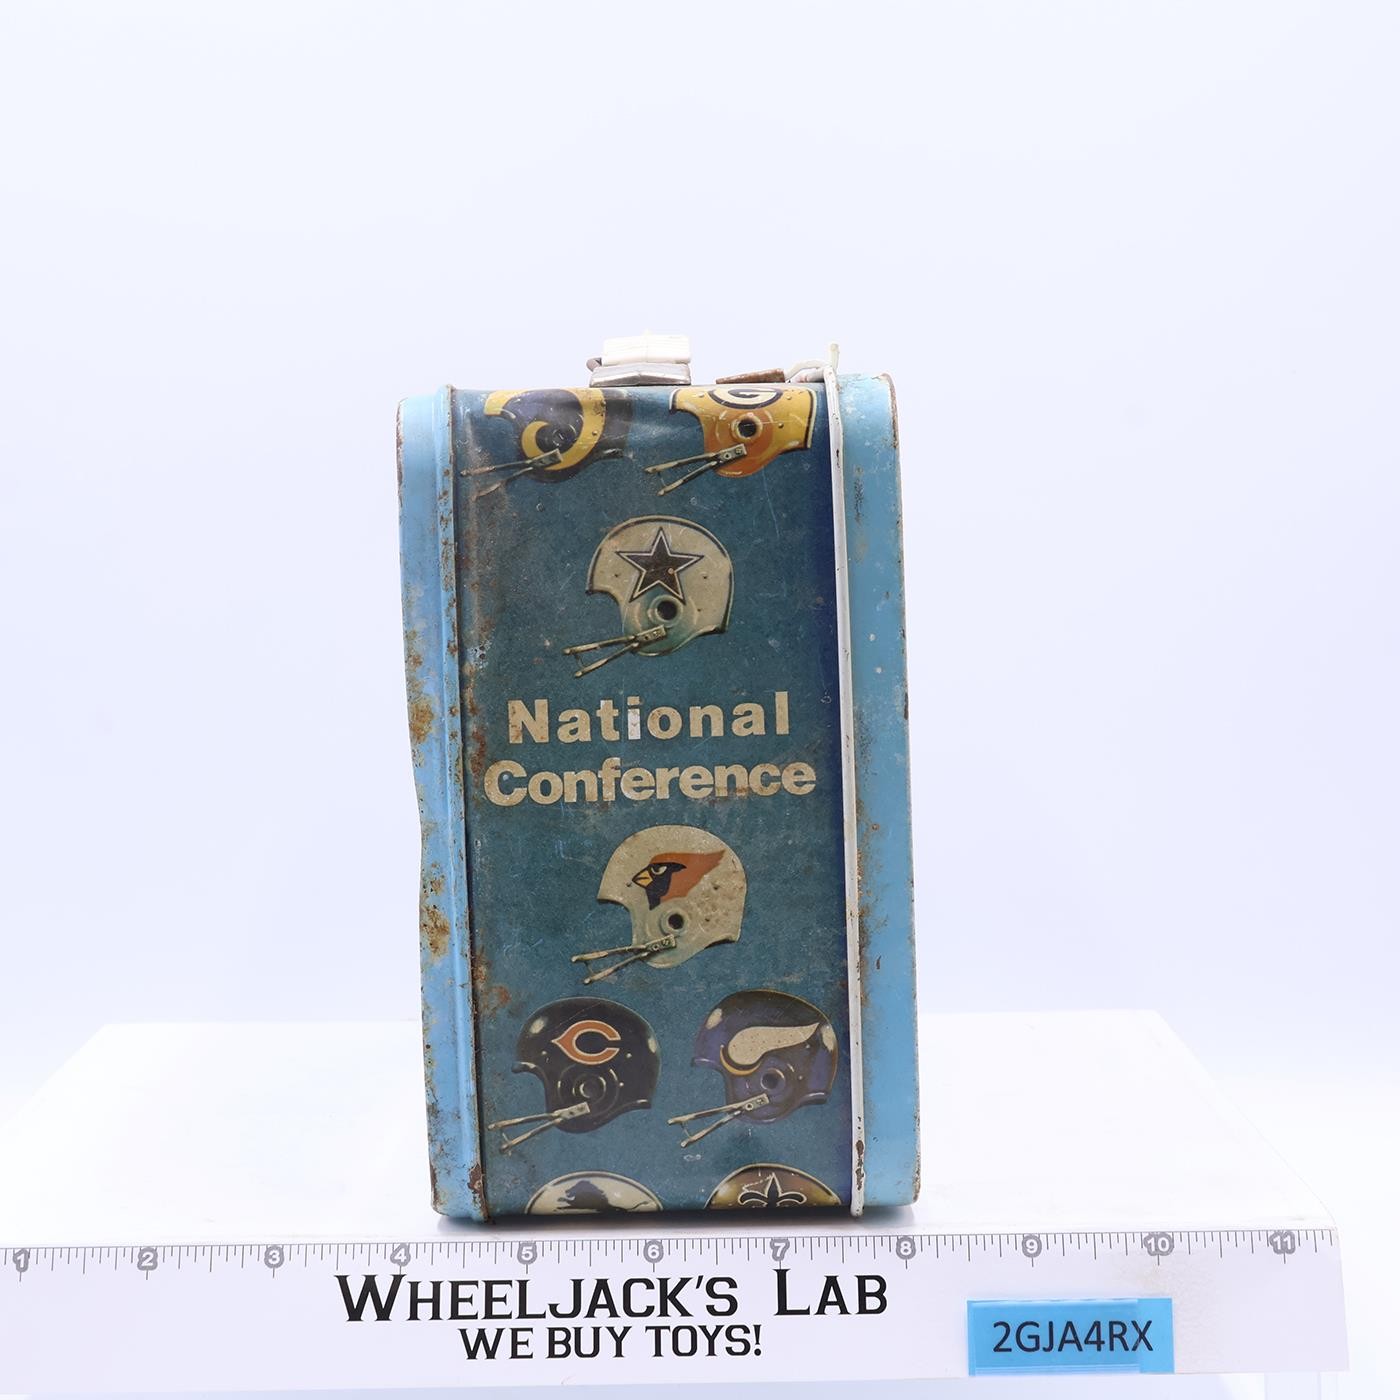 G
National
Conference
C
1 2 3 4 5 6 7 8 9 10 11
WHEELJACK'S LAB
WE BUY TOYS!
2GJA4RX